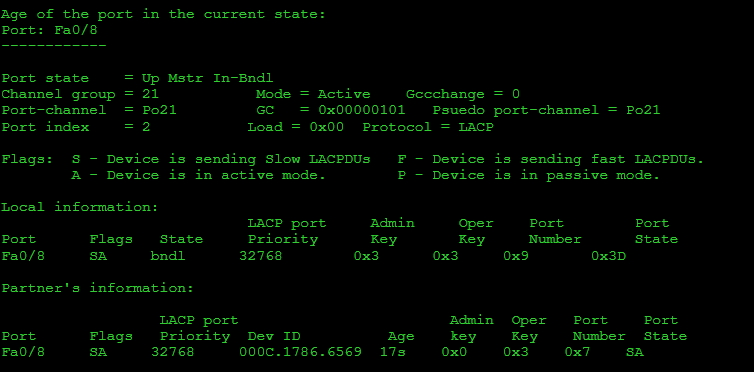 Age of the port in the current state:
Port: Fa0/8
------------
Port state    = Up Mstr In-Bndl
Channel group = 21           Mode = Active    Gccchange = 0
Port-channel  = Po21         GC   = 0x00000101   Psuedo port-channel = Po21
Port index    = 2           Load = 0x00  Protocol = LACP
Flags:  S - Device is sending Slow LACPDUs   F - Device is sending fast LACPDUs.
        A - Device is in active mode.        P - Device is in passive mode.
Local information:
                            LACP port     Admin     Oper    Port         Port
Port      Flags   State     Priority      Key       Key     Number       State
Fa0/8     SA      bndl      32768         0x3       0x3     0x9          0x3D
Partner's information:
                  LACP port                        Admin  Oper   Port    Port
Port      Flags   Priority  Dev ID          Age    key    Key    Number  State
Fa0/8     SA      32768     000C.1786.6569  17s    0x0    0x3    0x7     SA